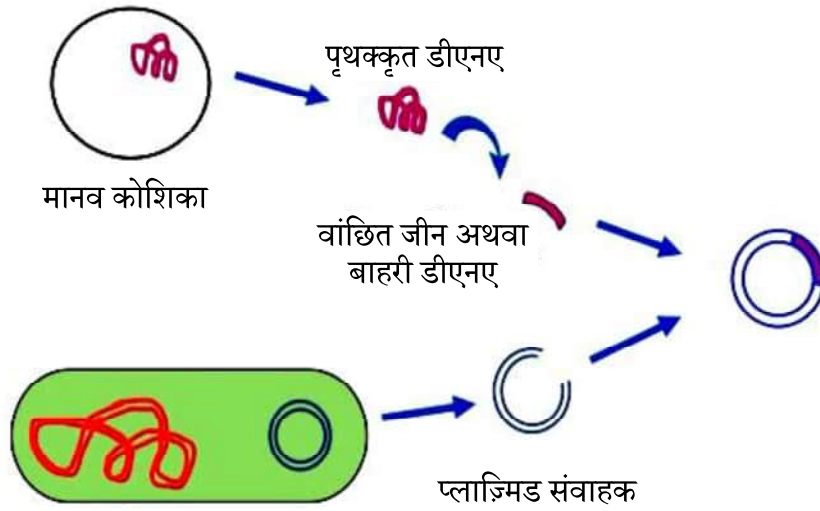 पृथक्कृत डीएनए
मानव कोशिका
वांछित जीन अथवा
बाहरी डीएनए
प्लाज़्मिड संवाहक